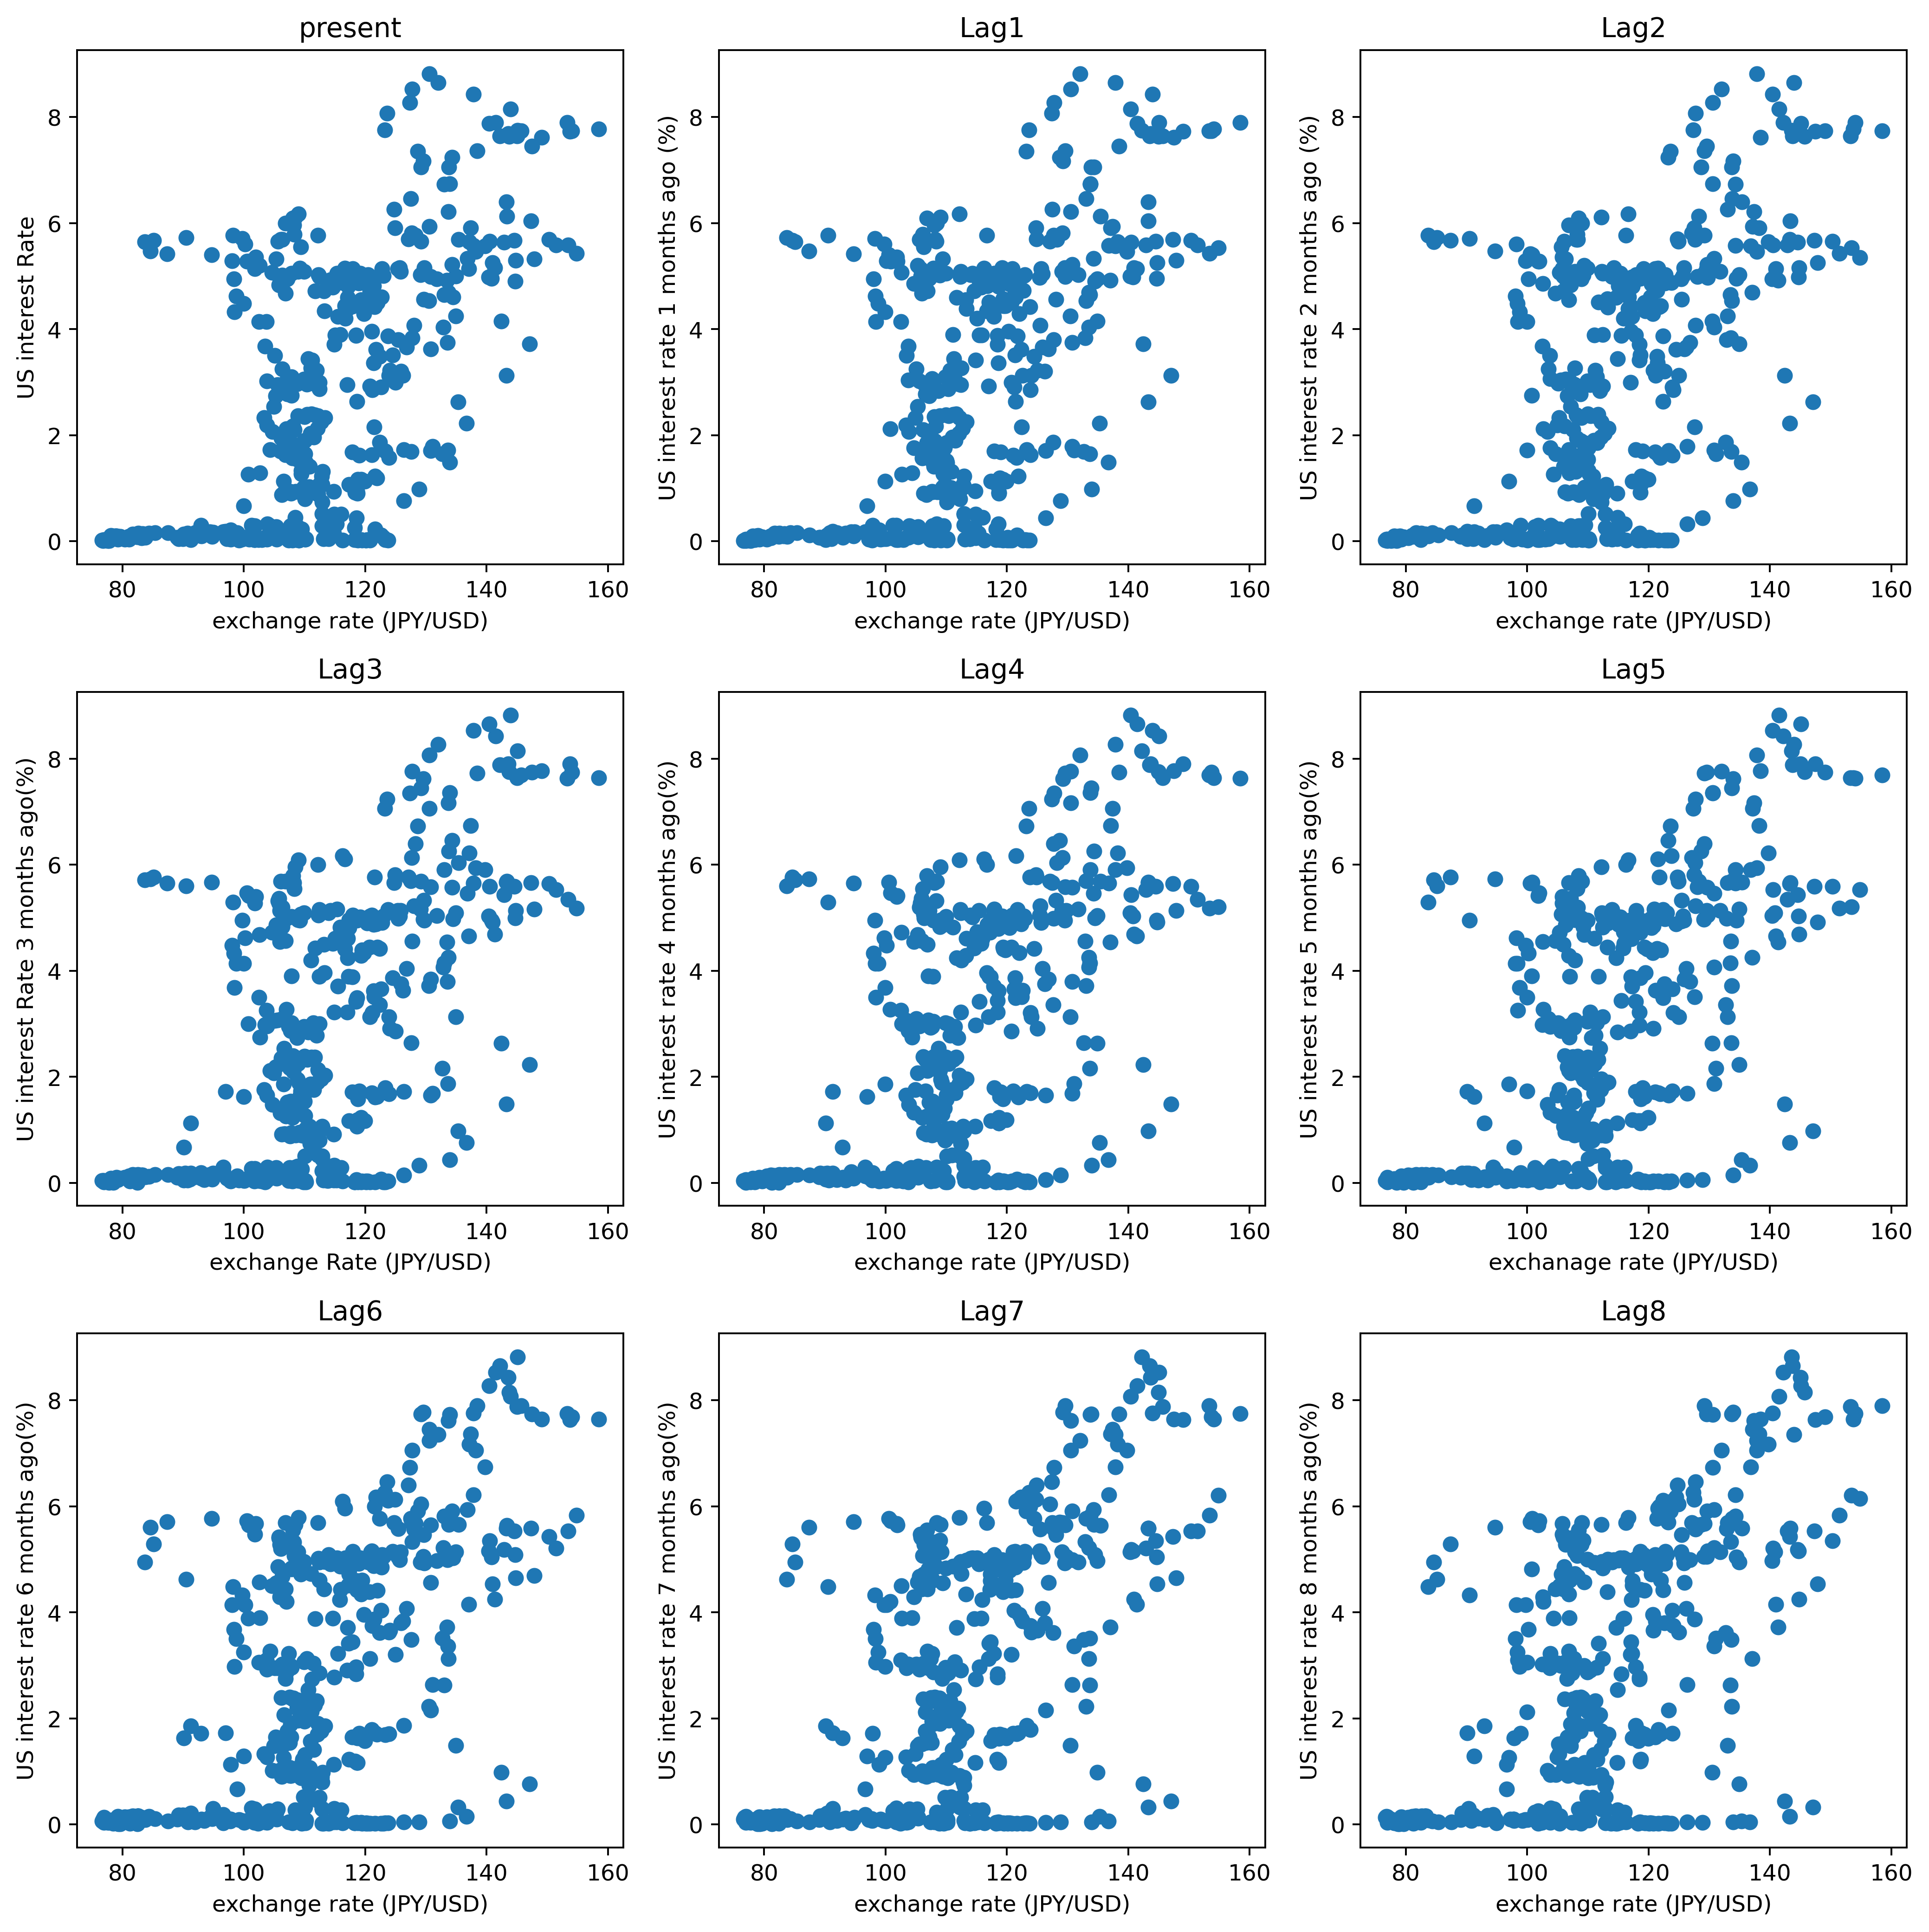 present
Lag1
Lag2
US interest Rate
8
6
4
2
0
80 100 120 140 160
exchange rate (JPY/USD)
US interest rate 1 months ago (%)
8
6
4
2
0
80 100 120 140 160
exchange rate (JPY/USD)
US interest rate 2 months ago (%)
8
6
4
2
0
80 100 120 140 160
exchange rate (JPY/USD)
Lag3
Lag4
Lag5
US interest Rate 3 months ago(%)
8
6
4
2
0
80 100 120 140 160
exchange Rate (JPY/USD)
US interest rate 4 months ago(%)
8
6
4
2
0
80 100 120 140 160
exchange rate (JPY/USD)
US interest rate 5 months ago(%)
8
6
4
2
0
80 100 120 140 160
exchanage rate (JPY/USD)
Lag6
Lag7
Lag8
US interest rate 6 months ago(%)
8
6
4
2
0
80 100 120 140 160
exchange rate (JPY/USD)
US interest rate 7 months ago(%)
8
6
4
2
0
80 100 120 140 160
exchange rate (JPY/USD)
US interest rate 8 months ago(%)
8
6
4
2
0
80 100 120 140 160
exchange rate (JPY/USD)